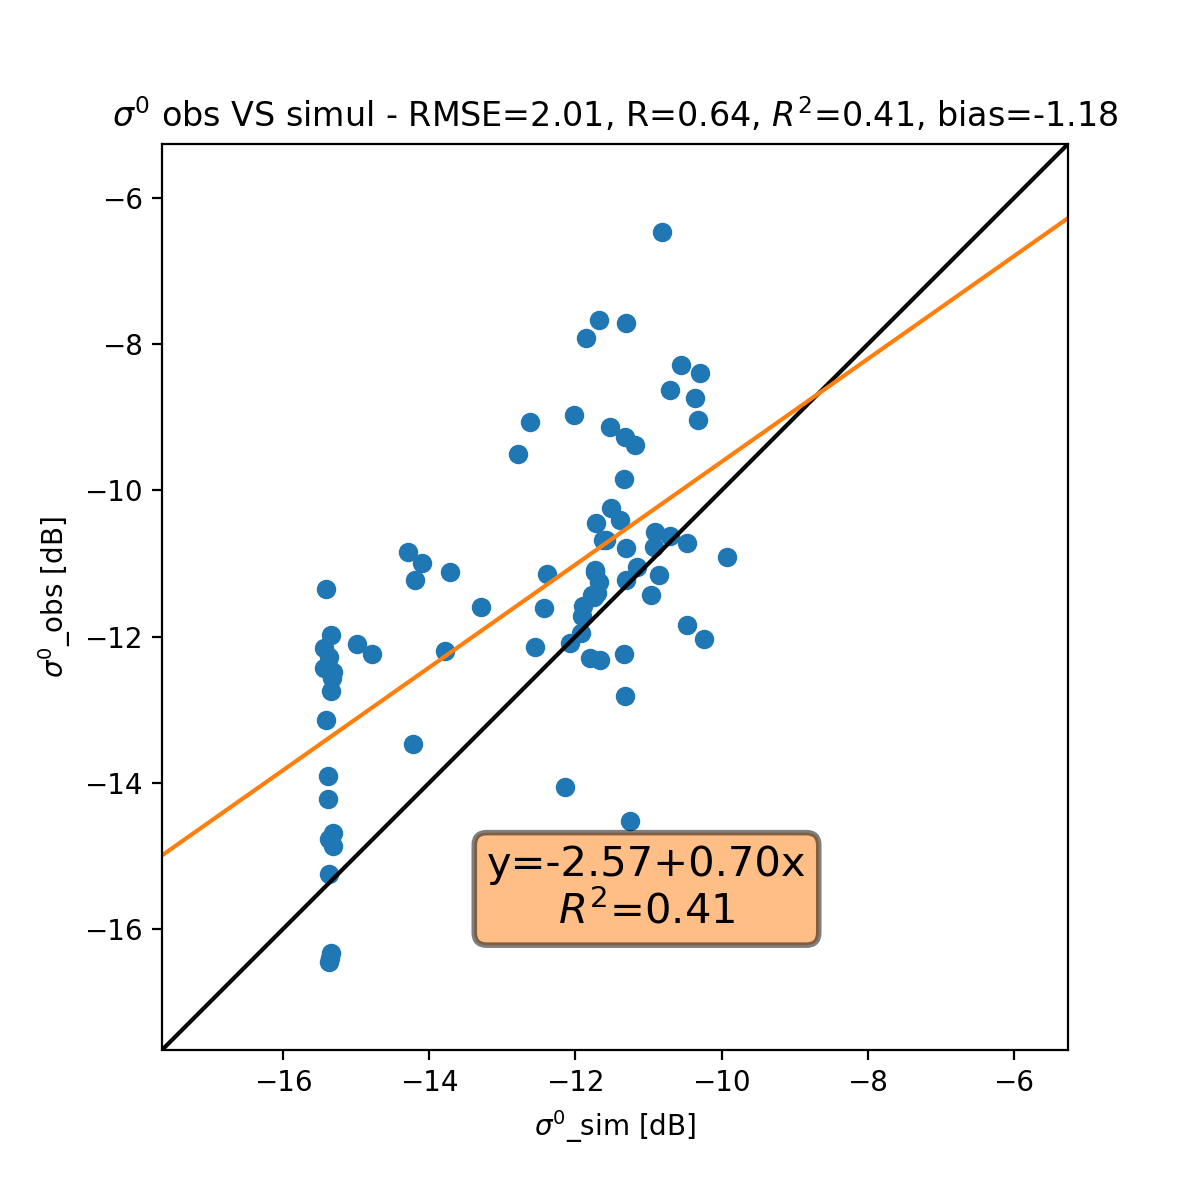 σ⁰ obs VS simul - RMSE=2.01, R=0.64, R²=0.41, bias=-1.18
−6
−8
−10
−12
−14
−16
σ⁰_obs [dB]
y=-2.57+0.70x
R²=0.41
−16
−14
−12
−10
−8
−6
σ⁰_sim [dB]